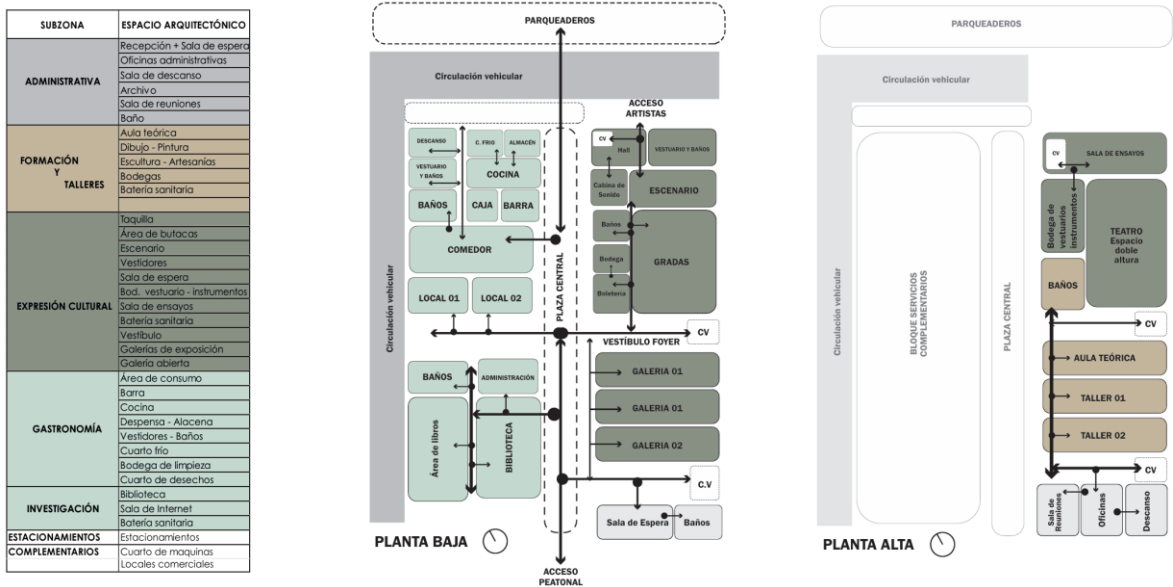 SUBZONA ESPACIO ARQUITECTÓNICO
ADMINISTRATIVA
Recepción + Sala de espera
Oficinas administrativas
Sala de descanso
Archivo
Sala de reuniones
Baño
FORMACIÓN
Y
TALLERES
Aula teórica
Dibujo - Pintura
Escultura - Artesanías
Bodegas
Batería sanitaria
EXPRESIÓN CULTURAL
Taquilla
Área de butacas
Escenario
Vestidores
Sala de espera
Bod. vestuario - instrumentos
Sala de ensayos
Batería sanitaria
Vestíbulo
Galerías de exposición
Galería abierta
GASTRONOMÍA
Área de consumo
Barra
Cocina
Despensa - Alacena
Vestidores - Baños
Cuarto frío
Bodega de limpieza
Cuarto de desechos
INVESTIGACIÓN
Biblioteca
Sala de Internet
Batería sanitaria
ESTACIONAMIENTOS Estacionamientos
COMPLEMENTARIOS Cuarto de maquinas
Locales comerciales
PARQUEADEROS
Circulación vehicular
Circulación vehicular
ACCESO
ARTISTAS
DESCANSO
C. FRIO
ALMACÉN
VESTUARIO
Y BAÑOS
COCINA
BAÑOS
CAJA
BARRA
COMEDOR
LOCAL 01
LOCAL 02
PLAZA CENTRAL
CV
Hall
VESTUARIO Y BAÑOS
Cabina de
Sonido
ESCENARIO
Baños
Bodega
Boletería
GRADAS
CV
VESTÍBULO FOYER
BAÑOS
ADMINISTRACIÓN
Área de libros
BIBLIOTECA
GALERIA 01
GALERIA 01
GALERIA 02
C.V
Sala de Espera
Baños
PLANTA BAJA
ACCESO
PEATONAL
PARQUEADEROS
Circulación vehicular
Circulación vehicular
BLOQUE SERVICIOS
COMPLEMENTARIOS
PLAZA CENTRAL
CV
SALA DE ENSAYOS
Bodega de
vestuarios
instrumentos
TEATRO
Espacio
doble
altura
BAÑOS
CV
AULA TEÓRICA
TALLER 01
TALLER 02
CV
Sala de
Reuniones
Oficinas
Descanso
PLANTA ALTA